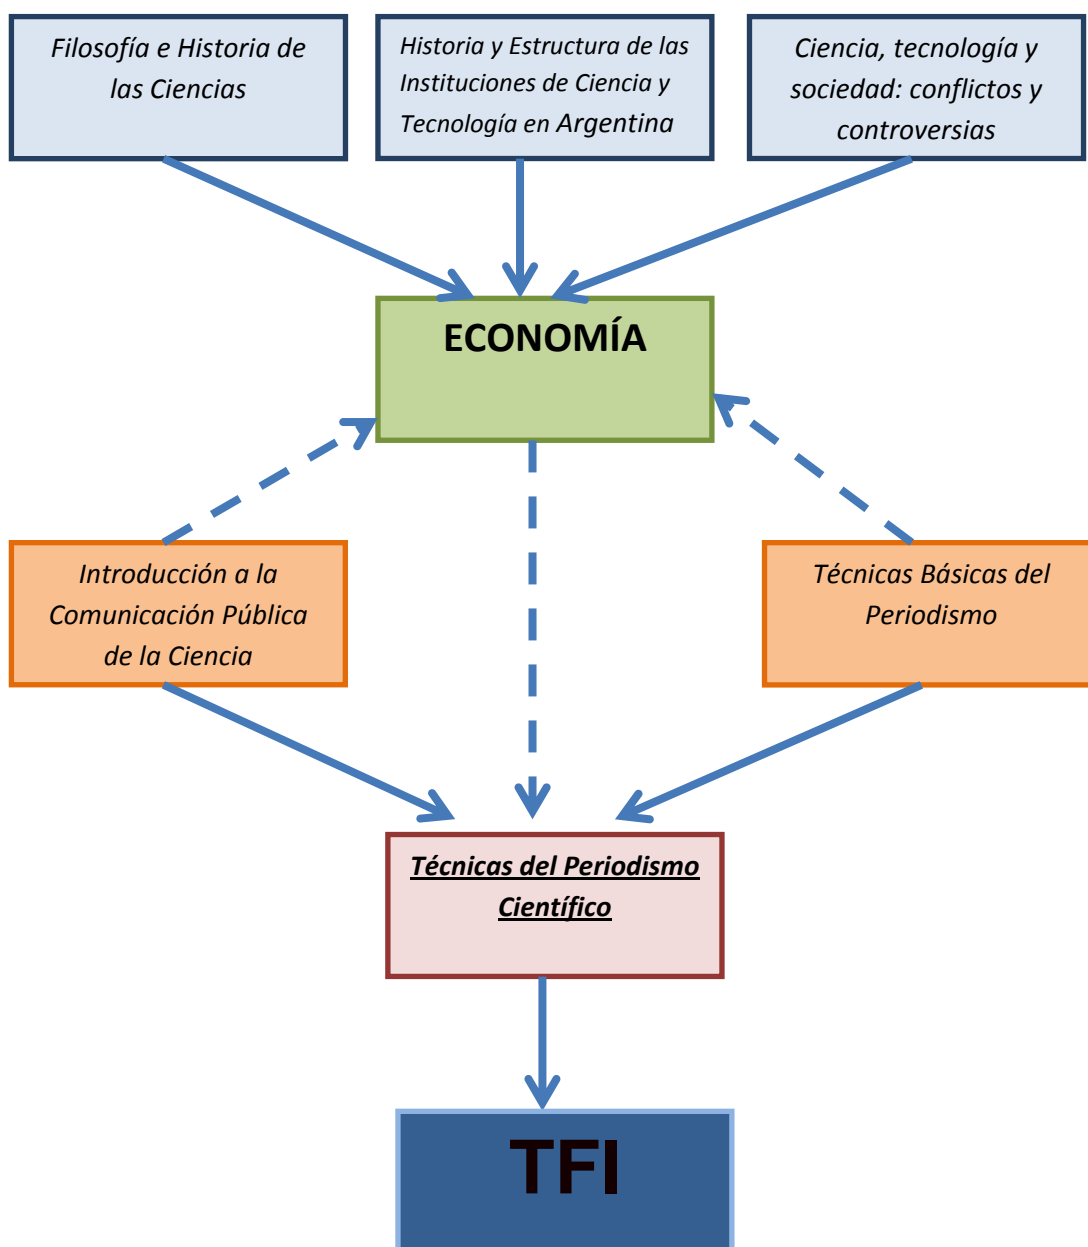 Filosofía e Historia de
las Ciencias
Historia y Estructura de las
Instituciones de Ciencia y
Tecnología en Argentina
Ciencia, tecnología y
sociedad: conflictos y
controversias
ECONOMÍA
Introducción a la
Comunicación Pública
de la Ciencia
Técnicas Básicas del
Periodismo
Técnicas del Periodismo
Científico
TFI